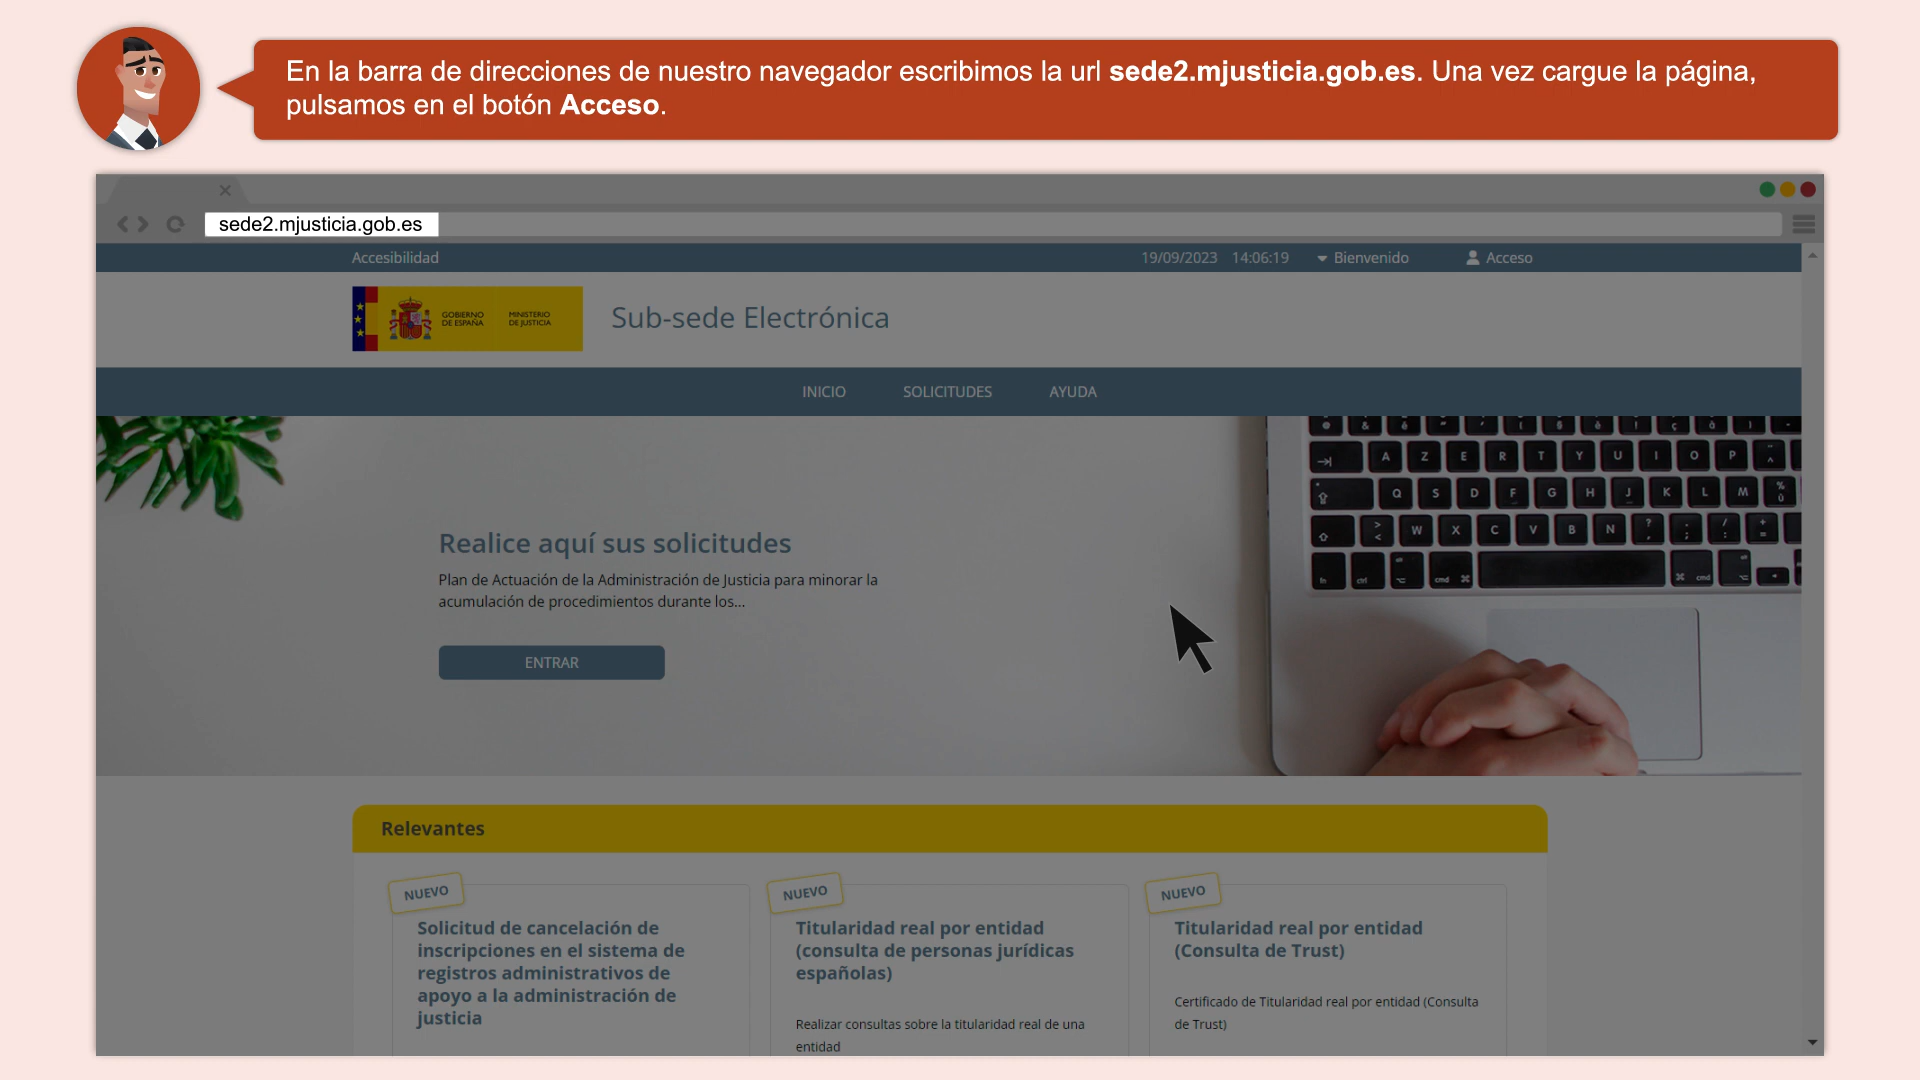 En la barra de direcciones de nuestro navegador escribimos la url sede2.mjusticia.gob.es. Una vez cargue la página,
pulsamos en el botón Acceso.
sede2.mjusticia.gob.es
Accesibilidad
19/09/2023 14:06:19 Bienvenido Acceso
GOBIERNO
DE ESPAÑA
MINISTERIO
DE JUSTICIA
Sub-sede Electrónica
INICIO SOLICITUDES AYUDA
A Z E R T Y U I O P
Q S D F G H J K L M % ù
> < W X C V B N ? , . ; / : + =
fn ctrl cmd cmd
Realice aquí sus solicitudes
Plan de Actuación de la Administración de Justicia para minorar la
acumulación de procedimientos durante los...
ENTRAR
Relevantes
NUEVO
Solicitud de cancelación de
inscripciones en el sistema de
registros administrativos de
apoyo a la administración de
justicia
NUEVO
Titularidad real por entidad
(consulta de personas jurídicas
españolas)
Realizar consultas sobre la titularidad real de una
entidad
NUEVO
Titularidad real por entidad
(Consulta de Trust)
Certificado de Titularidad real por entidad (Consulta
de Trust)